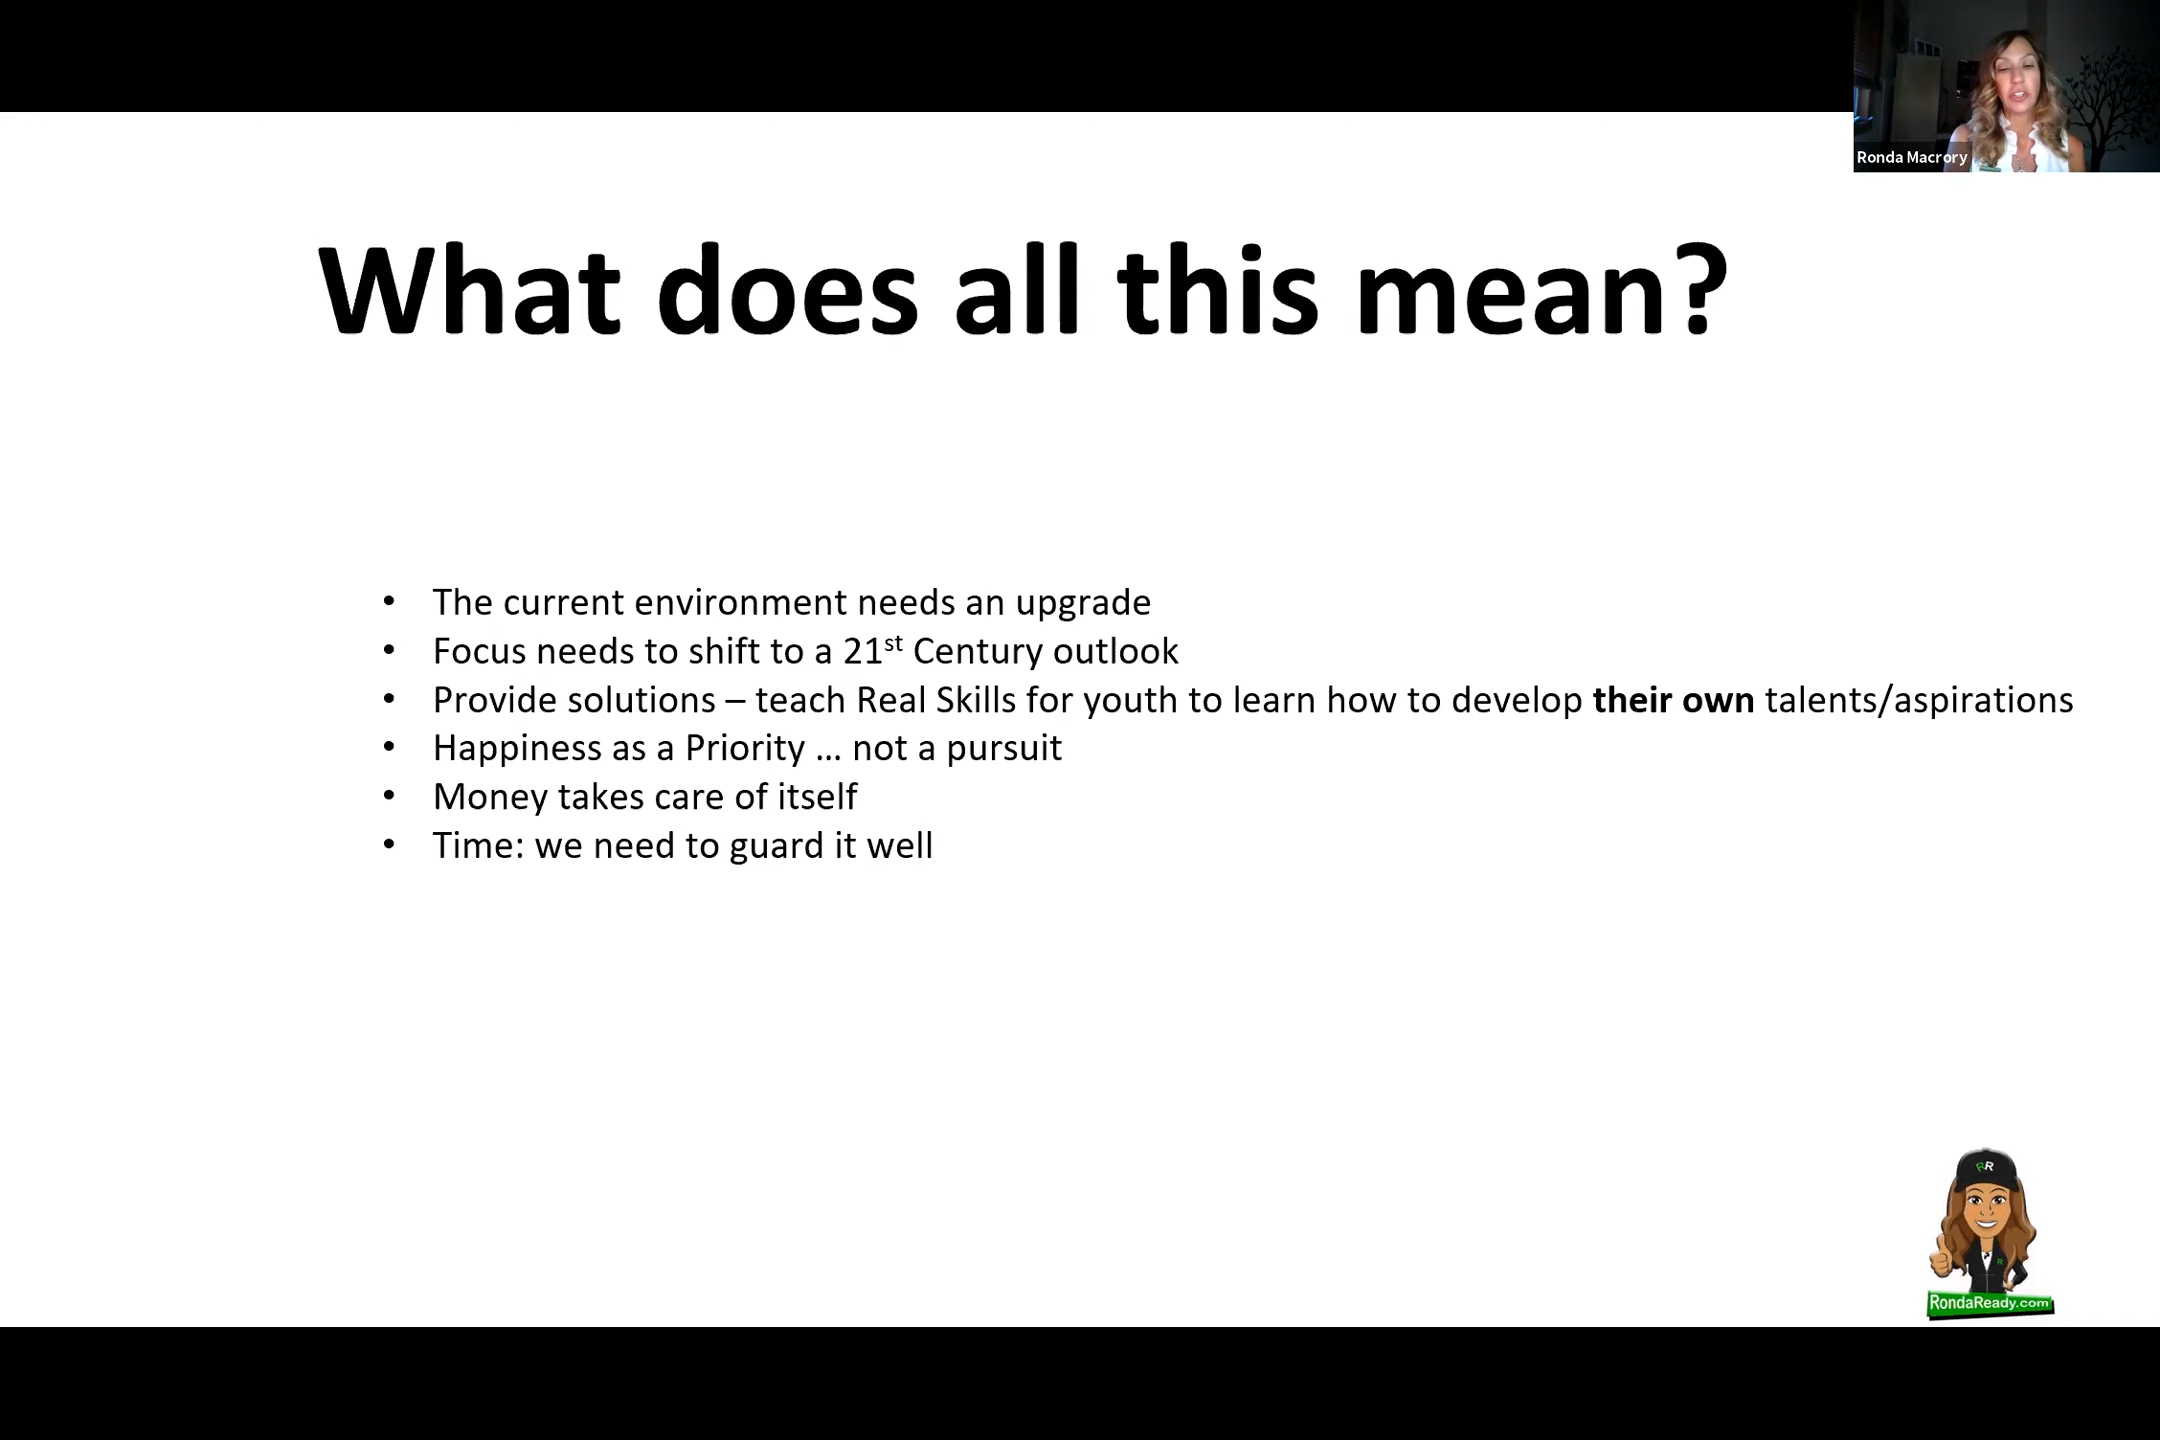 Ronda Macrory
What does all this mean?
• The current environment needs an upgrade
• Focus needs to shift to a 21st Century outlook
• Provide solutions – teach Real Skills for youth to learn how to develop their own talents/aspirations
• Happiness as a Priority ... not a pursuit
• Money takes care of itself
• Time: we need to guard it well
RR
R
RondaReady.com